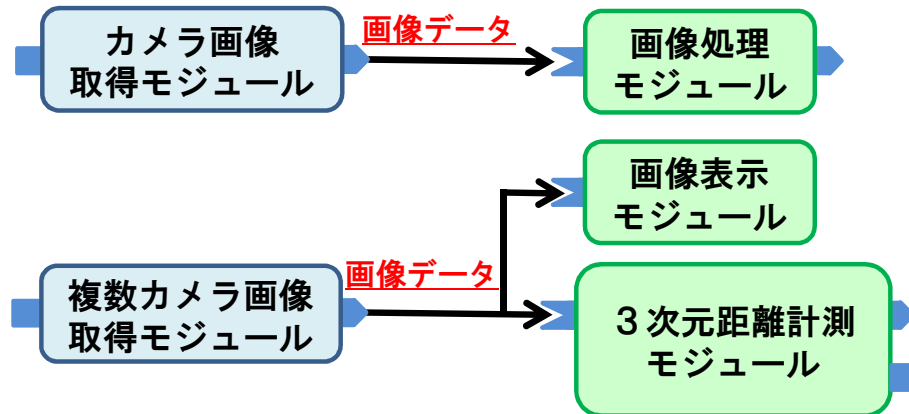 カメラ画像
取得モジュール
画像データ
画像処理
モジュール
画像表示
モジュール
複数カメラ画像
取得モジュール
画像データ
３次元距離計測
モジュール